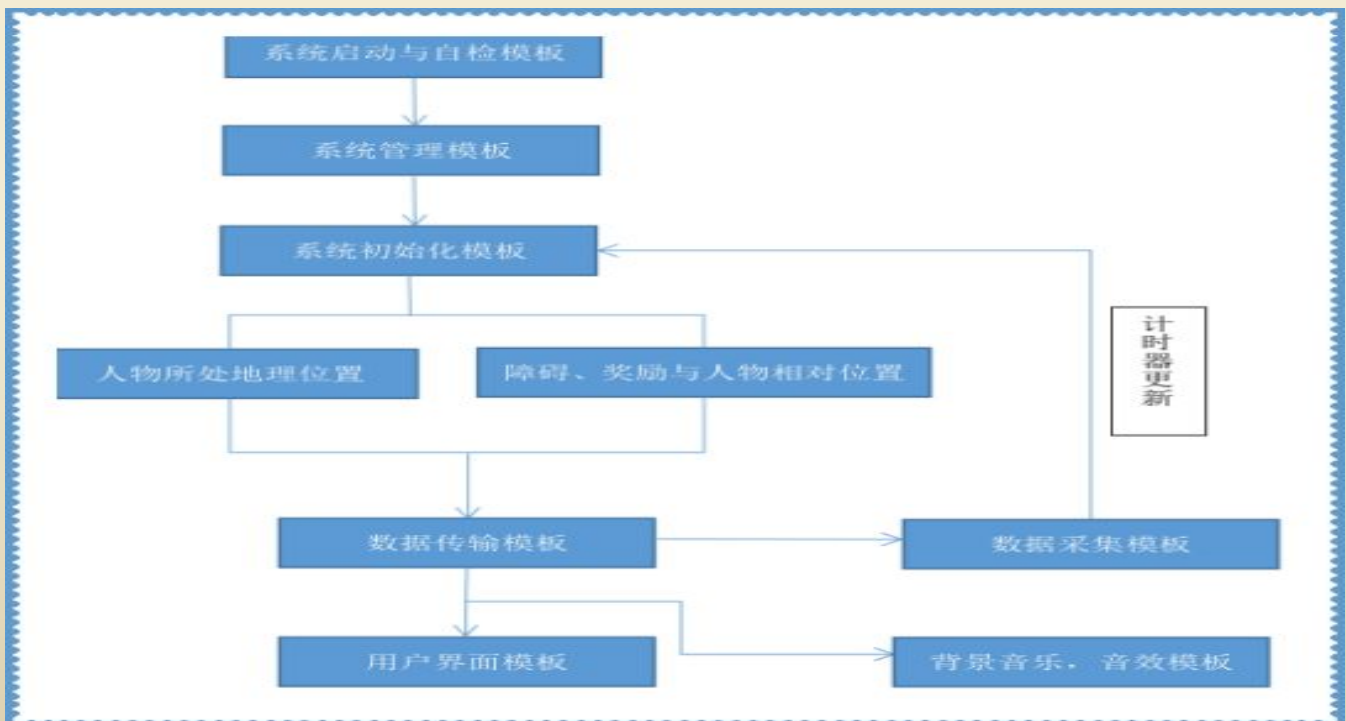 系统启动与自检模板
系统管理模板
系统初始化模板
计时器更新
人物所处地理位置
障碍、奖励与人物相对位置
数据传输模板
数据采集模板
用户界面模板
背景音乐，音效模板